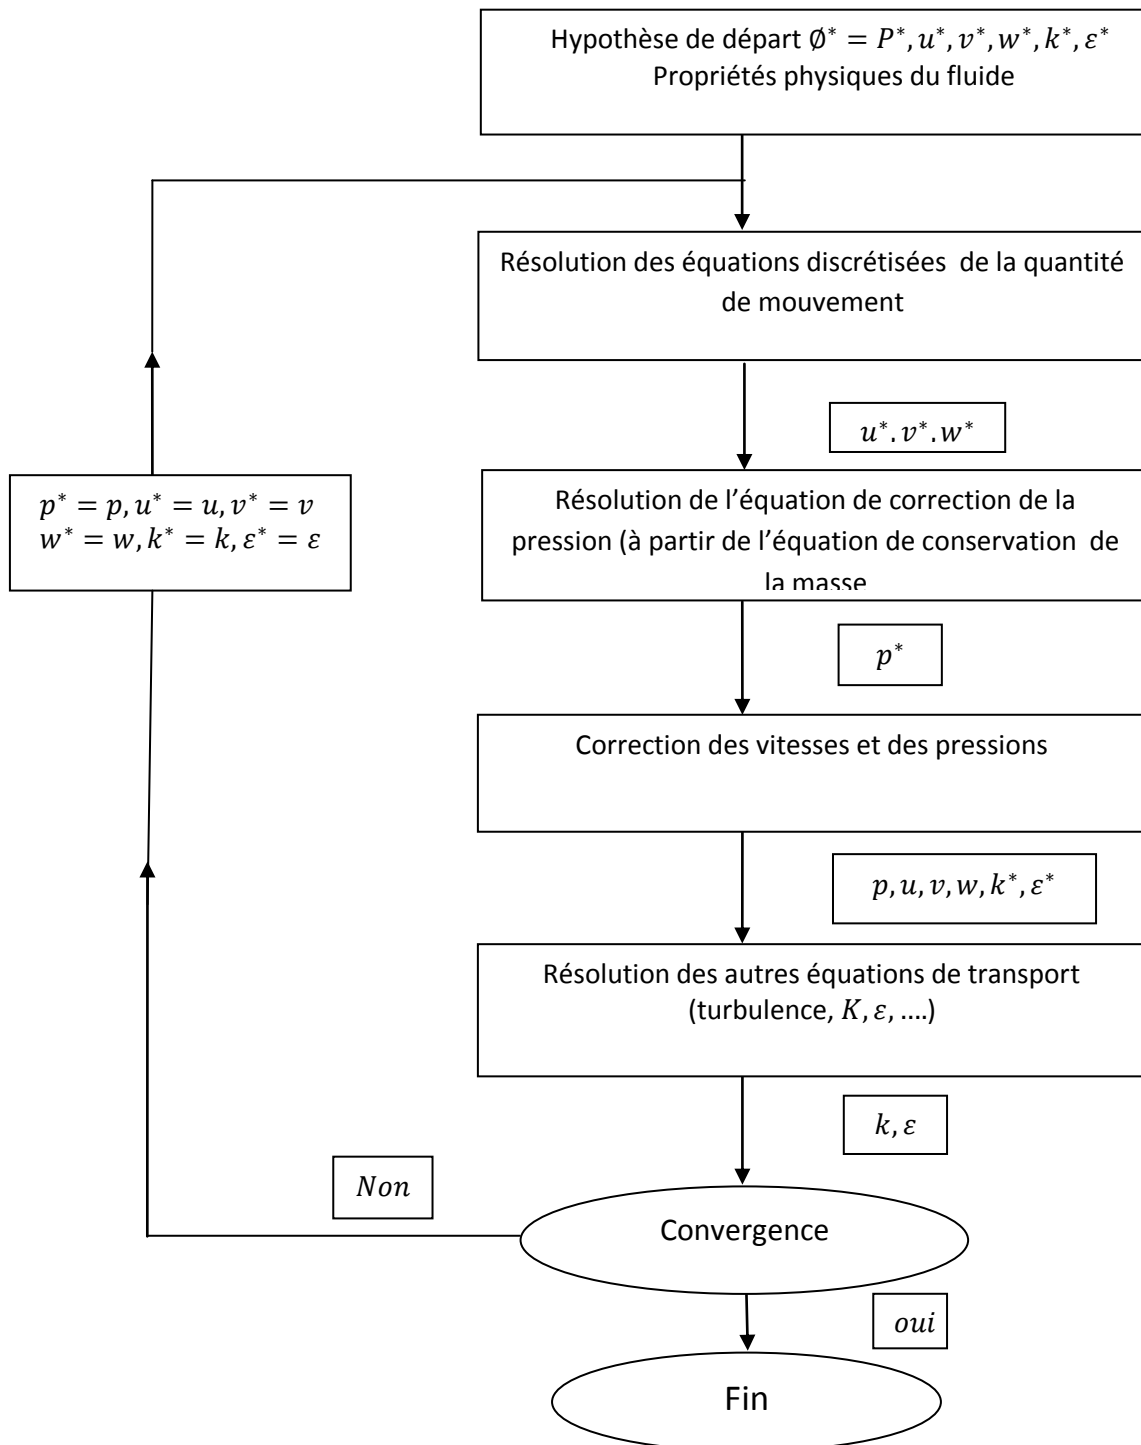 Hypothèse de départ ∅* = P*, u*, v*, w*, k*, ε*
Propriétés physiques du fluide
Résolution des équations discrétisées de la quantité
de mouvement
u*. v*. w*
Résolution de l’équation de correction de la
pression (à partir de l’équation de conservation de
la masse
p* = p, u* = u, v* = v
w* = w, k* = k, ε* = ε
p*
Correction des vitesses et des pressions
p, u, v, w, k*, ε*
Résolution des autres équations de transport
(turbulence, K, ε, ....)
k, ε
Non
Convergence
oui
Fin